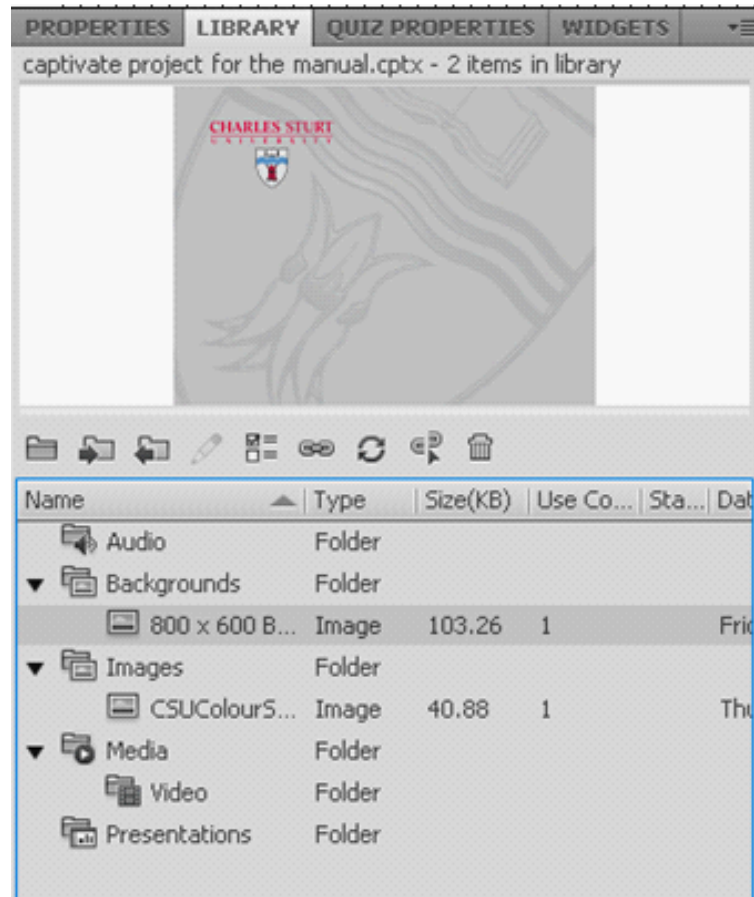 PROPERTIES LIBRARY QUIZ PROPERTIES WIDGETS
captivate project for the manual.cptx - 2 items in library
CHARLES STURT
UNIVERSITY
Name Type Size(KB) Use Co... Sta... Dat
Audio Folder
Backgrounds Folder
800 x 600 B... Image 103.26 1 Fri
Images Folder
CSUColourS... Image 40.88 1 Thu
Media Folder
Video Folder
Presentations Folder